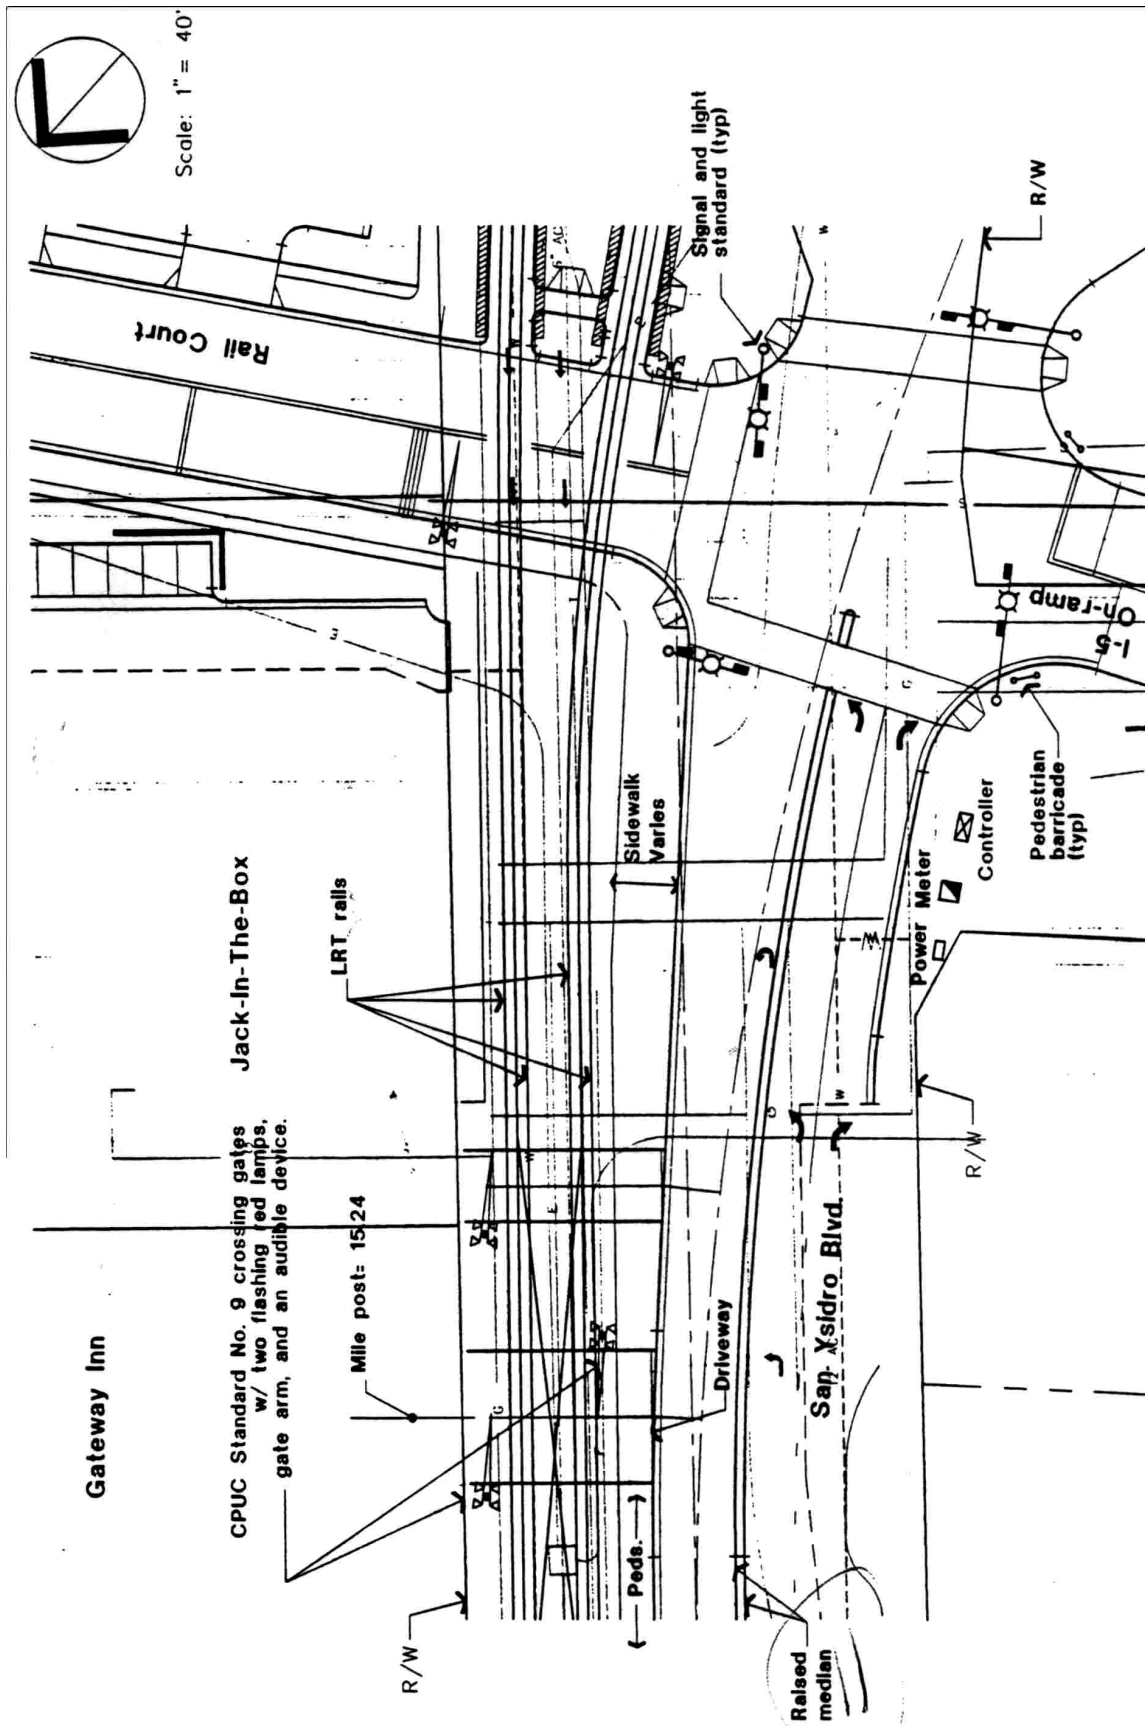 Scale: 1" = 40'
Rail Court
6" AC
Signal and light
standard (typ)
R/W
Gateway Inn
Jack-In-The-Box
CPUC Standard No. 9 crossing gates
w/ two flashing red lamps,
gate arm, and an audible device.
LRT rails
Mile post= 15.24
Sidewalk
Varies
I-5
On-ramp
Pedestrian
barricade
(typ)
Controller
Power Meter
R/W
R/W
San Ysidro Blvd.
Driveway
Peds.
R/W
Raised
median
E
W
G
S